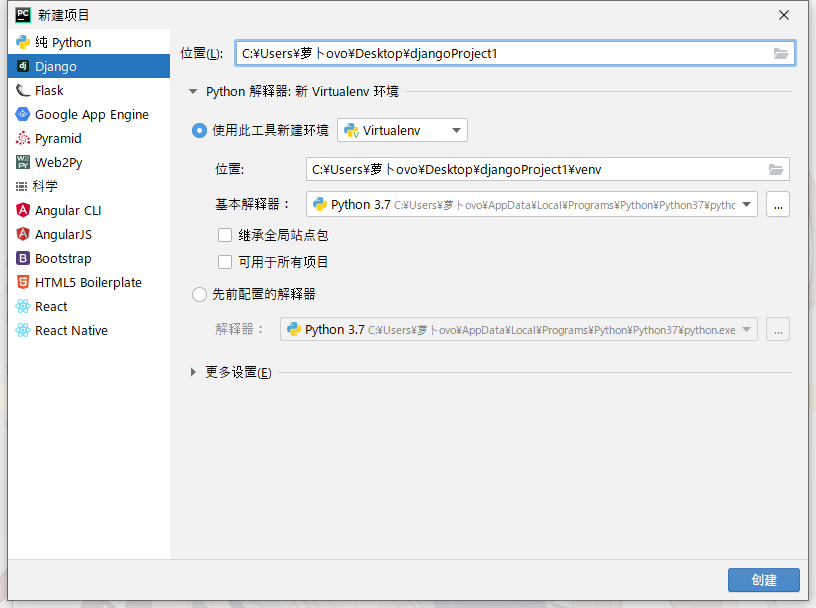 新建项目
纯 Python
Django
Flask
Google App Engine
Pyramid
Web2Py
科学
Angular CLI
AngularJS
Bootstrap
HTML5 Boilerplate
React
React Native
位置(L): C:¥Users¥萝卜ovo¥Desktop¥djangoProject1
Python 解释器: 新 Virtualenv 环境
使用此工具新建环境 Virtualenv
位置: C:¥Users¥萝卜ovo¥Desktop¥djangoProject1¥venv
基本解释器： Python 3.7 C:¥Users¥萝卜ovo¥AppData¥Local¥Programs¥Python¥Python37¥pythc ...
继承全局站点包
可用于所有项目
先前配置的解释器
解释器： Python 3.7 C:¥Users¥萝卜ovo¥AppData¥Local¥Programs¥Python¥Python37¥python.exe ...
更多设置(E)
创建